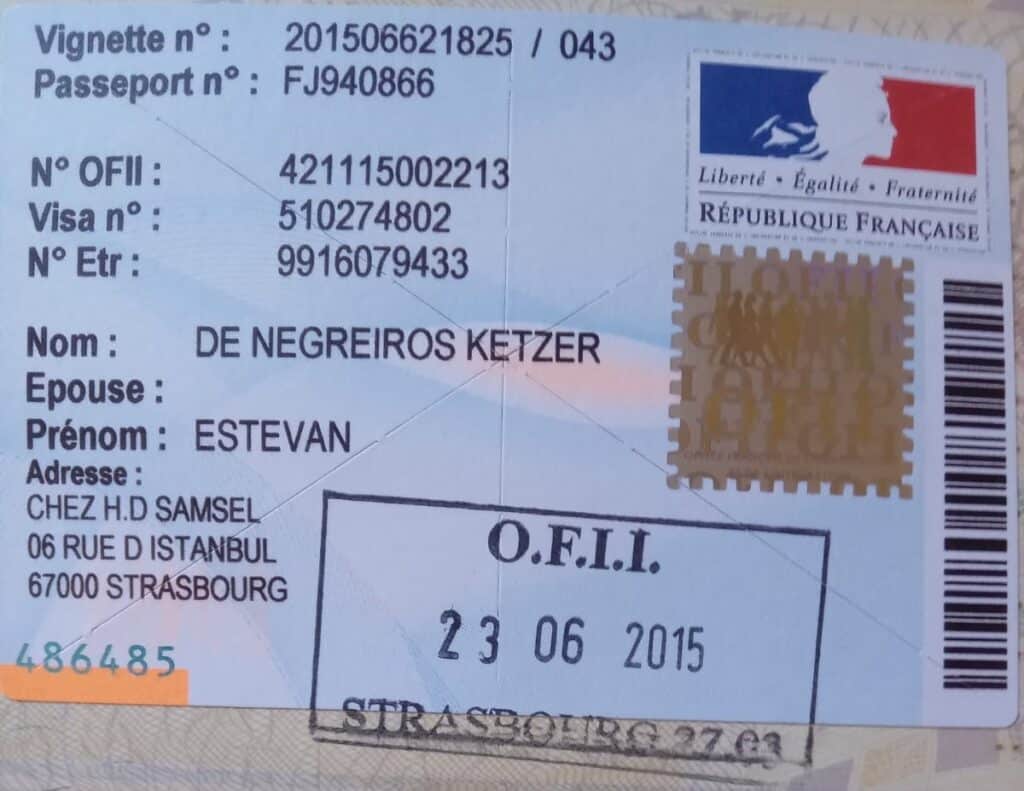 Vignette n° : 201506621825 / 043
Passeport n° : FJ940866
Liberté • Égalité • Fraternité
RÉPUBLIQUE FRANÇAISE
N° OFII : 421115002213
Visa n° : 510274802
N° Etr : 9916079433
Nom : DE NEGREIROS KETZER
Epouse :
Prénom : ESTEVAN
Adresse :
CHEZ H.D SAMSEL
06 RUE D ISTANBUL
67000 STRASBOURG
486485
O.F.I.I.
23 06 2015
STRASBOURG 27.03